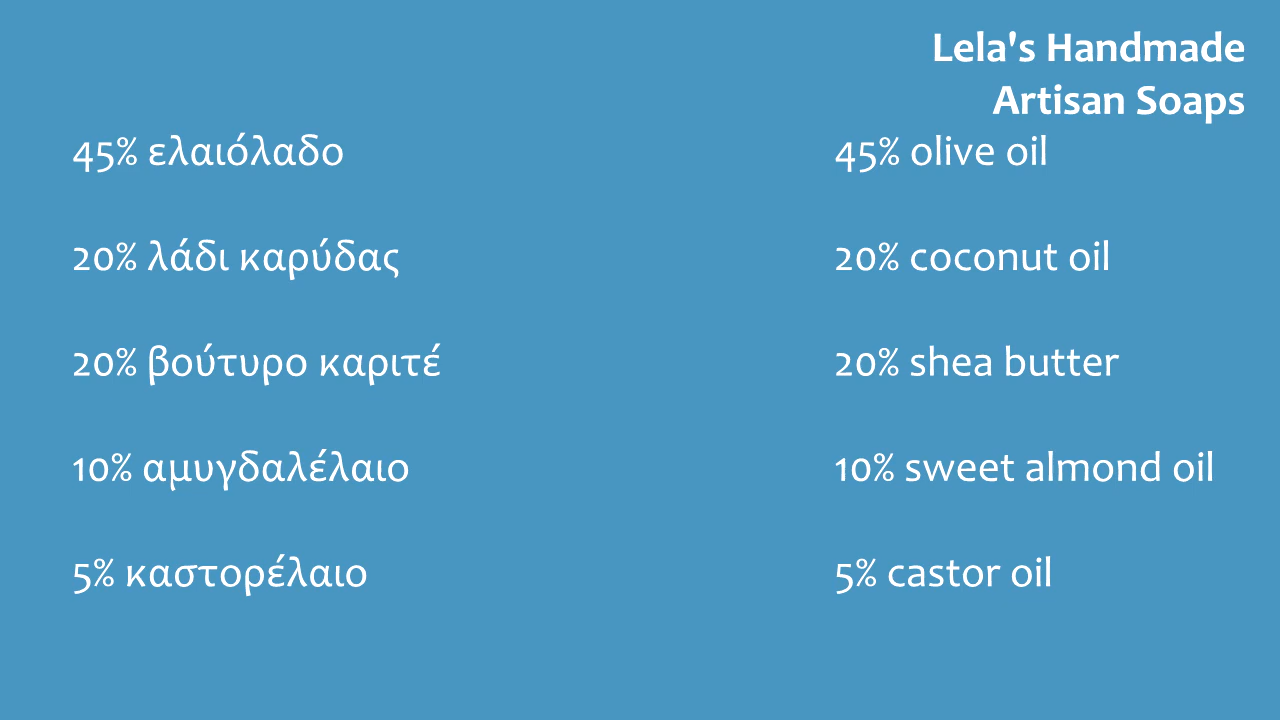 Lela's Handmade
Artisan Soaps
45% ελαιόλαδο
45% olive oil
20% λάδι καρύδας
20% coconut oil
20% βούτυρο καριτέ
20% shea butter
10% αμυγδαλέλαιο
10% sweet almond oil
5% καστορέλαιο
5% castor oil